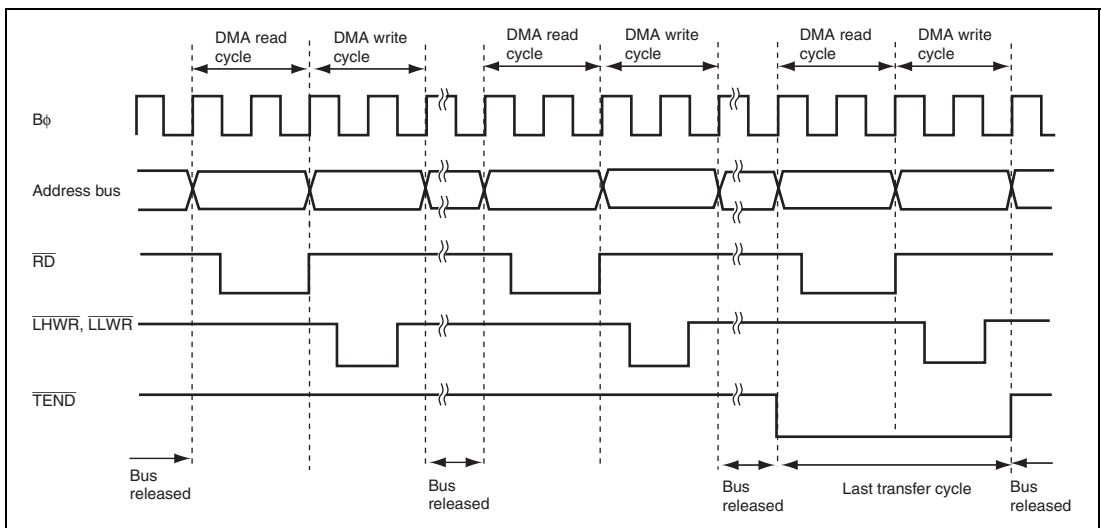 DMA read cycle
DMA write cycle
DMA read cycle
DMA write cycle
DMA read cycle
DMA write cycle
Bϕ
Address bus
RD
LHWR, LLWR
TEND
Bus released
Bus released
Bus released
Last transfer cycle
Bus released